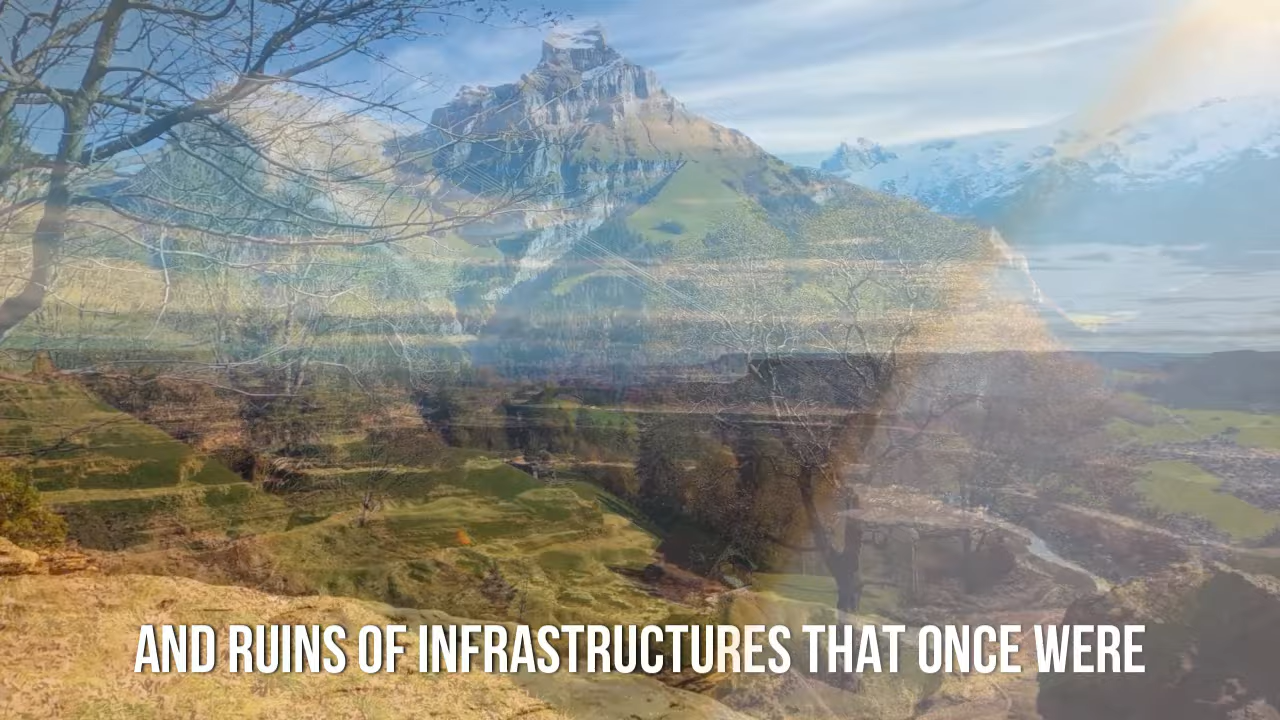 AND RUINS OF INFRASTRUCTURES THAT ONCE WERE